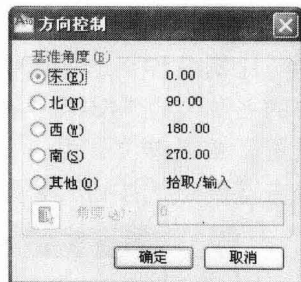 方向控制
基准角度(B)
东(E) 0.00
北(N) 90.00
西(W) 180.00
南(S) 270.00
其他(O) 拾取/输入
角度(A): 0
确定 取消